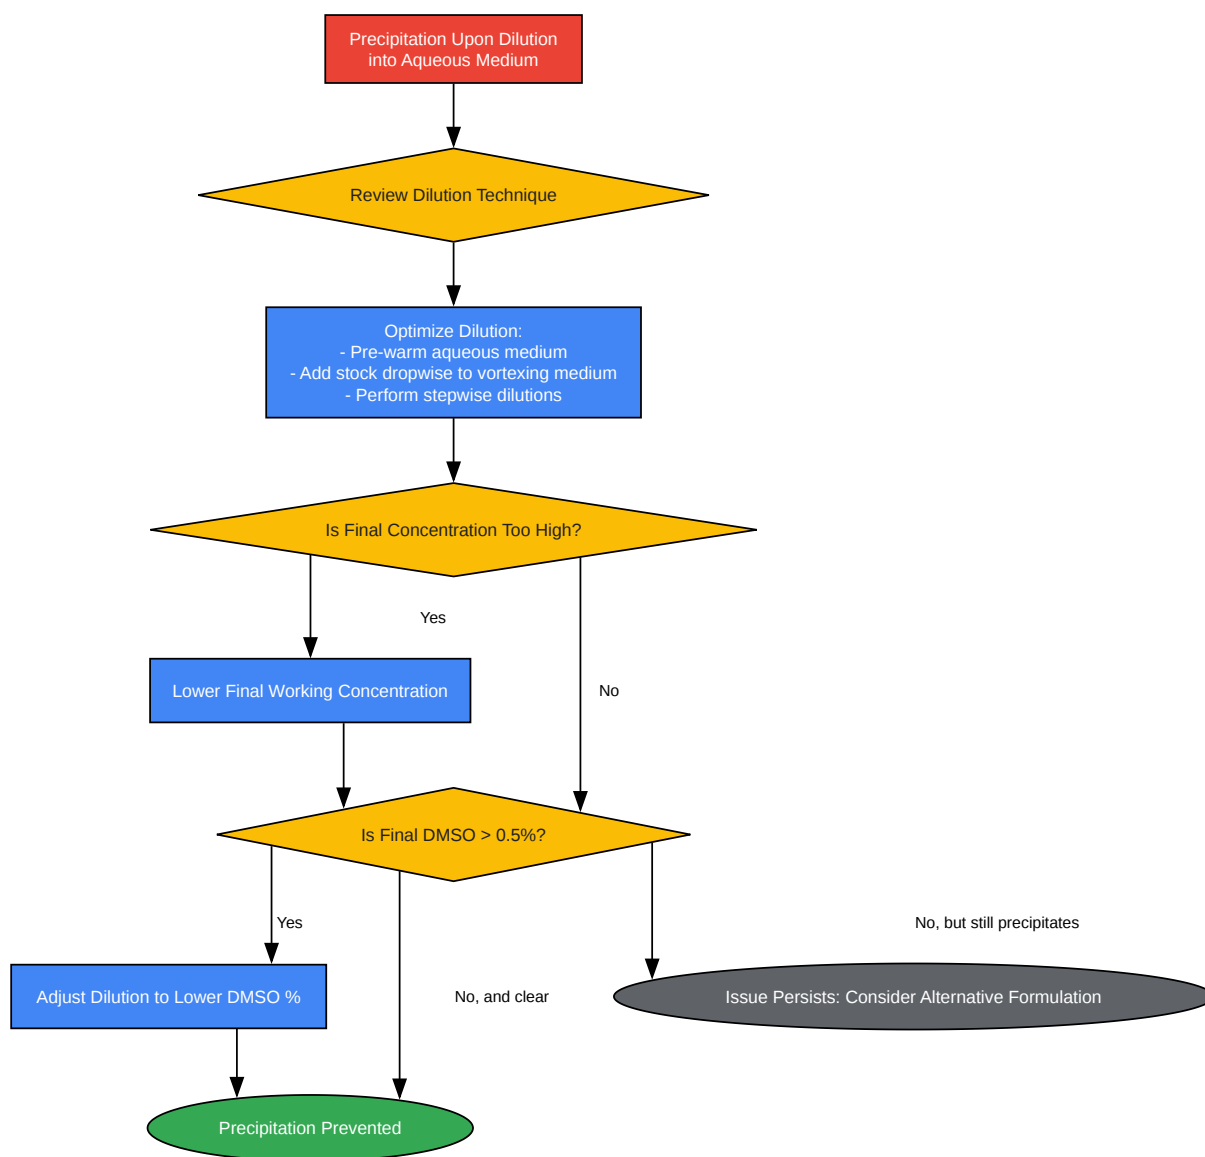 Precipitation Upon Dilution
into Aqueous Medium
Review Dilution Technique
Optimize Dilution:
- Pre-warm aqueous medium
- Add stock dropwise to vortexing medium
- Perform stepwise dilutions
Is Final Concentration Too High?
Yes
Lower Final Working Concentration
No
Is Final DMSO > 0.5%?
Yes
No, but still precipitates
Adjust Dilution to Lower DMSO %
No, and clear
Issue Persists: Consider Alternative Formulation
Precipitation Prevented